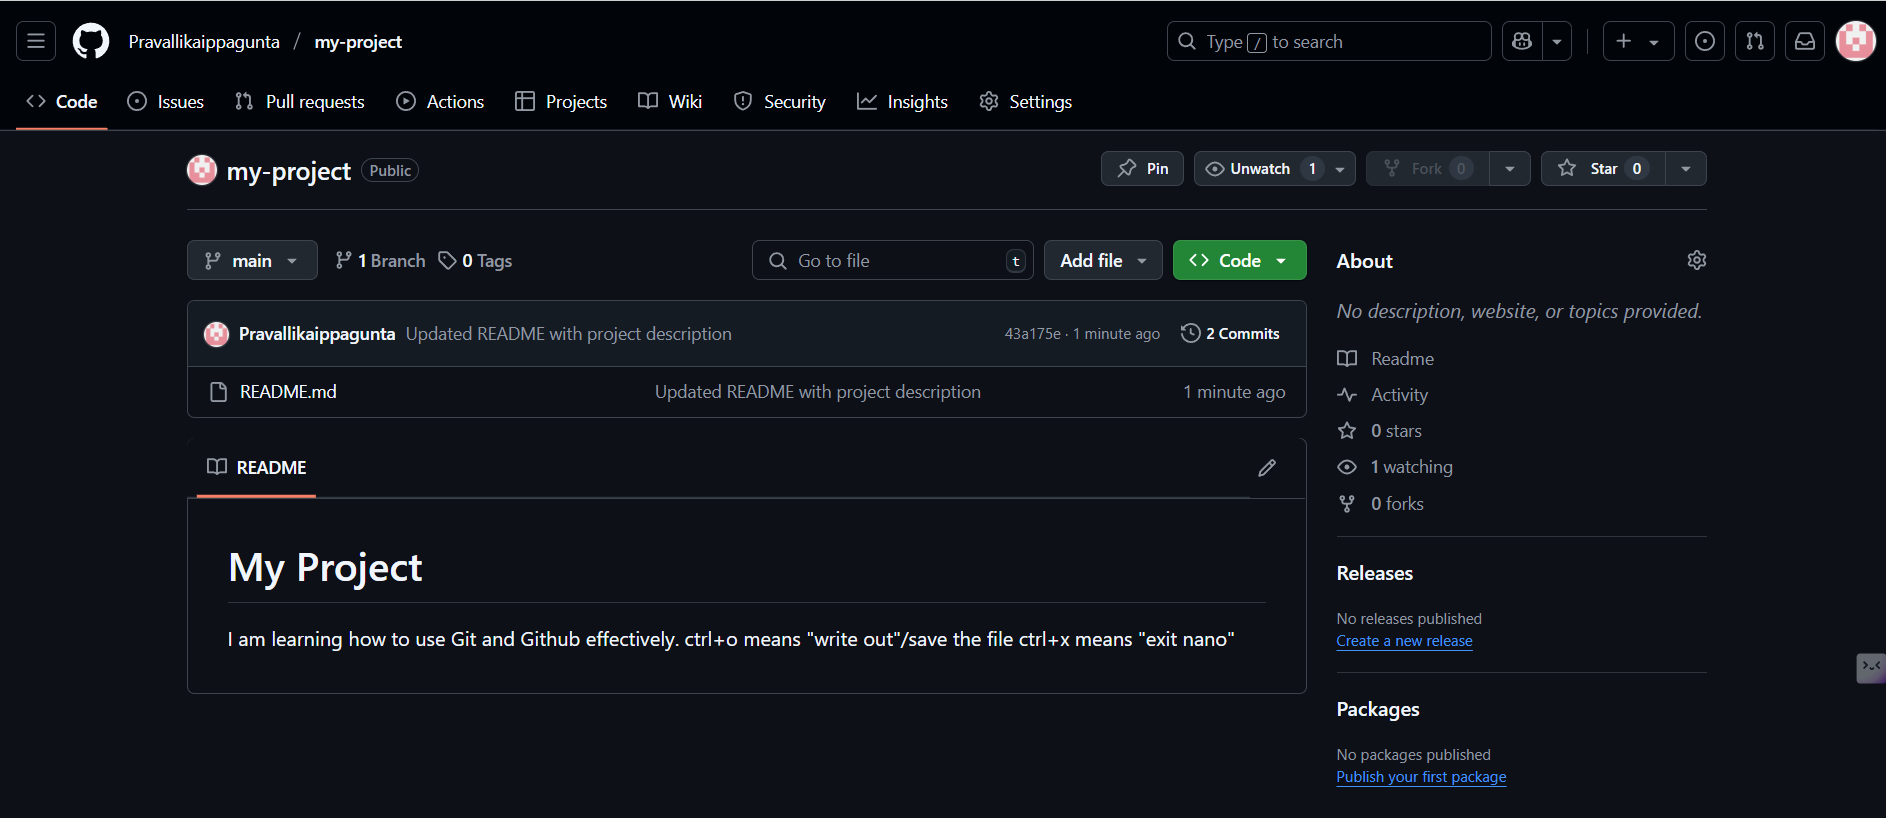 Pravallikaippagunta / my-project
Type / to search
Code Issues Pull requests Actions Projects Wiki Security Insights Settings
my-project Public
Pin Unwatch 1 Fork 0 Star 0
main 1 Branch 0 Tags Go to file t Add file Code
Pravallikaippagunta Updated README with project description 43a175e · 1 minute ago 2 Commits
README.md Updated README with project description 1 minute ago
README
My Project
I am learning how to use Git and Github effectively. ctrl+o means "write out"/save the file ctrl+x means "exit nano"
About
No description, website, or topics provided.
Readme
Activity
0 stars
1 watching
0 forks
Releases
No releases published
Create a new release
Packages
No packages published
Publish your first package